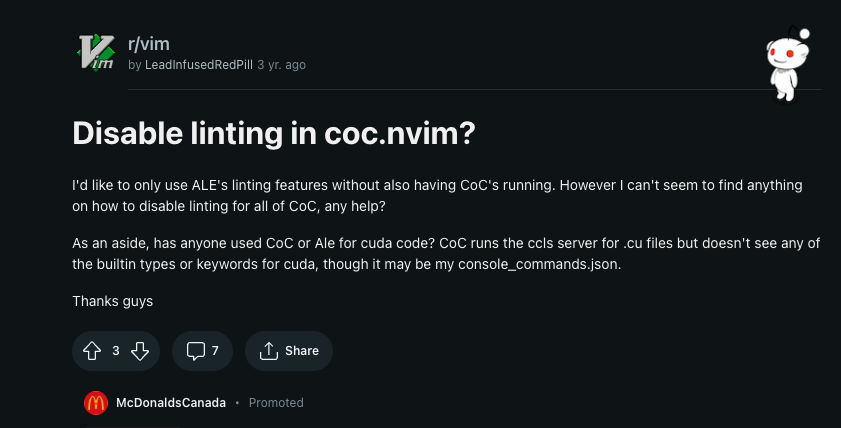 r/vim
by LeadInfusedRedPill 3 yr. ago
Disable linting in coc.nvim?
I'd like to only use ALE's linting features without also having CoC's running. However I can't seem to find anything
on how to disable linting for all of CoC, any help?
As an aside, has anyone used CoC or Ale for cuda code? CoC runs the ccls server for .cu files but doesn't see any of
the builtin types or keywords for cuda, though it may be my console_commands.json.
Thanks guys
3 7 Share
McDonaldsCanada • Promoted